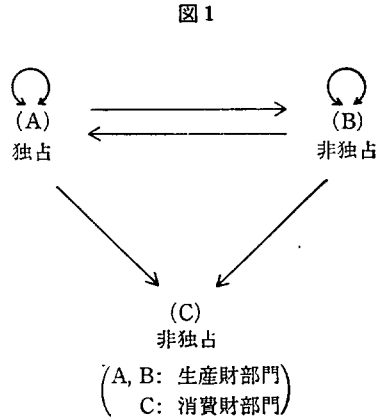 図1
(A)
独占
(B)
非独占
(C)
非独占
(A, B: 生産財部門
C: 消費財部門)